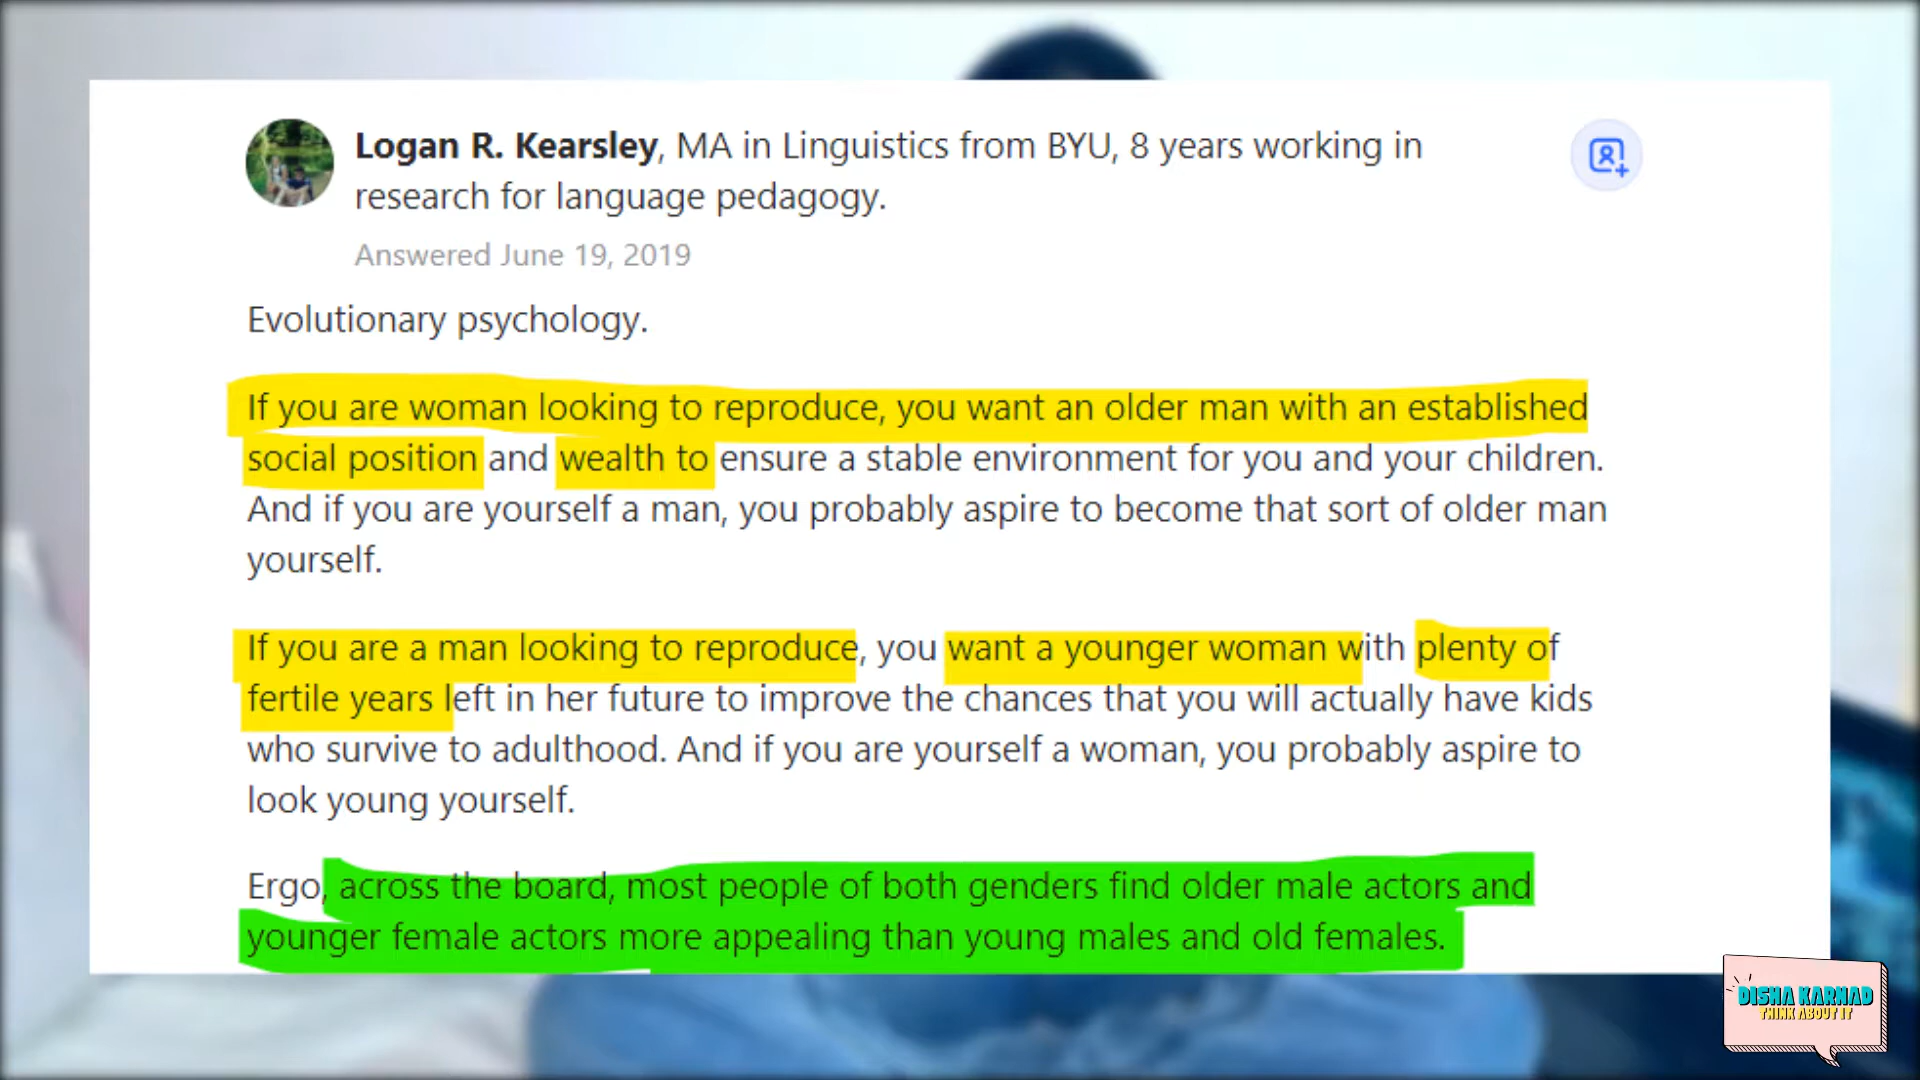 Logan R. Kearsley, MA in Linguistics from BYU, 8 years working in
research for language pedagogy.
Answered June 19, 2019
Evolutionary psychology.
If you are woman looking to reproduce, you want an older man with an established
social position and wealth to ensure a stable environment for you and your children.
And if you are yourself a man, you probably aspire to become that sort of older man
yourself.
If you are a man looking to reproduce, you want a younger woman with plenty of
fertile years left in her future to improve the chances that you will actually have kids
who survive to adulthood. And if you are yourself a woman, you probably aspire to
look young yourself.
Ergo, across the board, most people of both genders find older male actors and
younger female actors more appealing than young males and old females.
DISHA KARNAD
THINK ABOUT IT